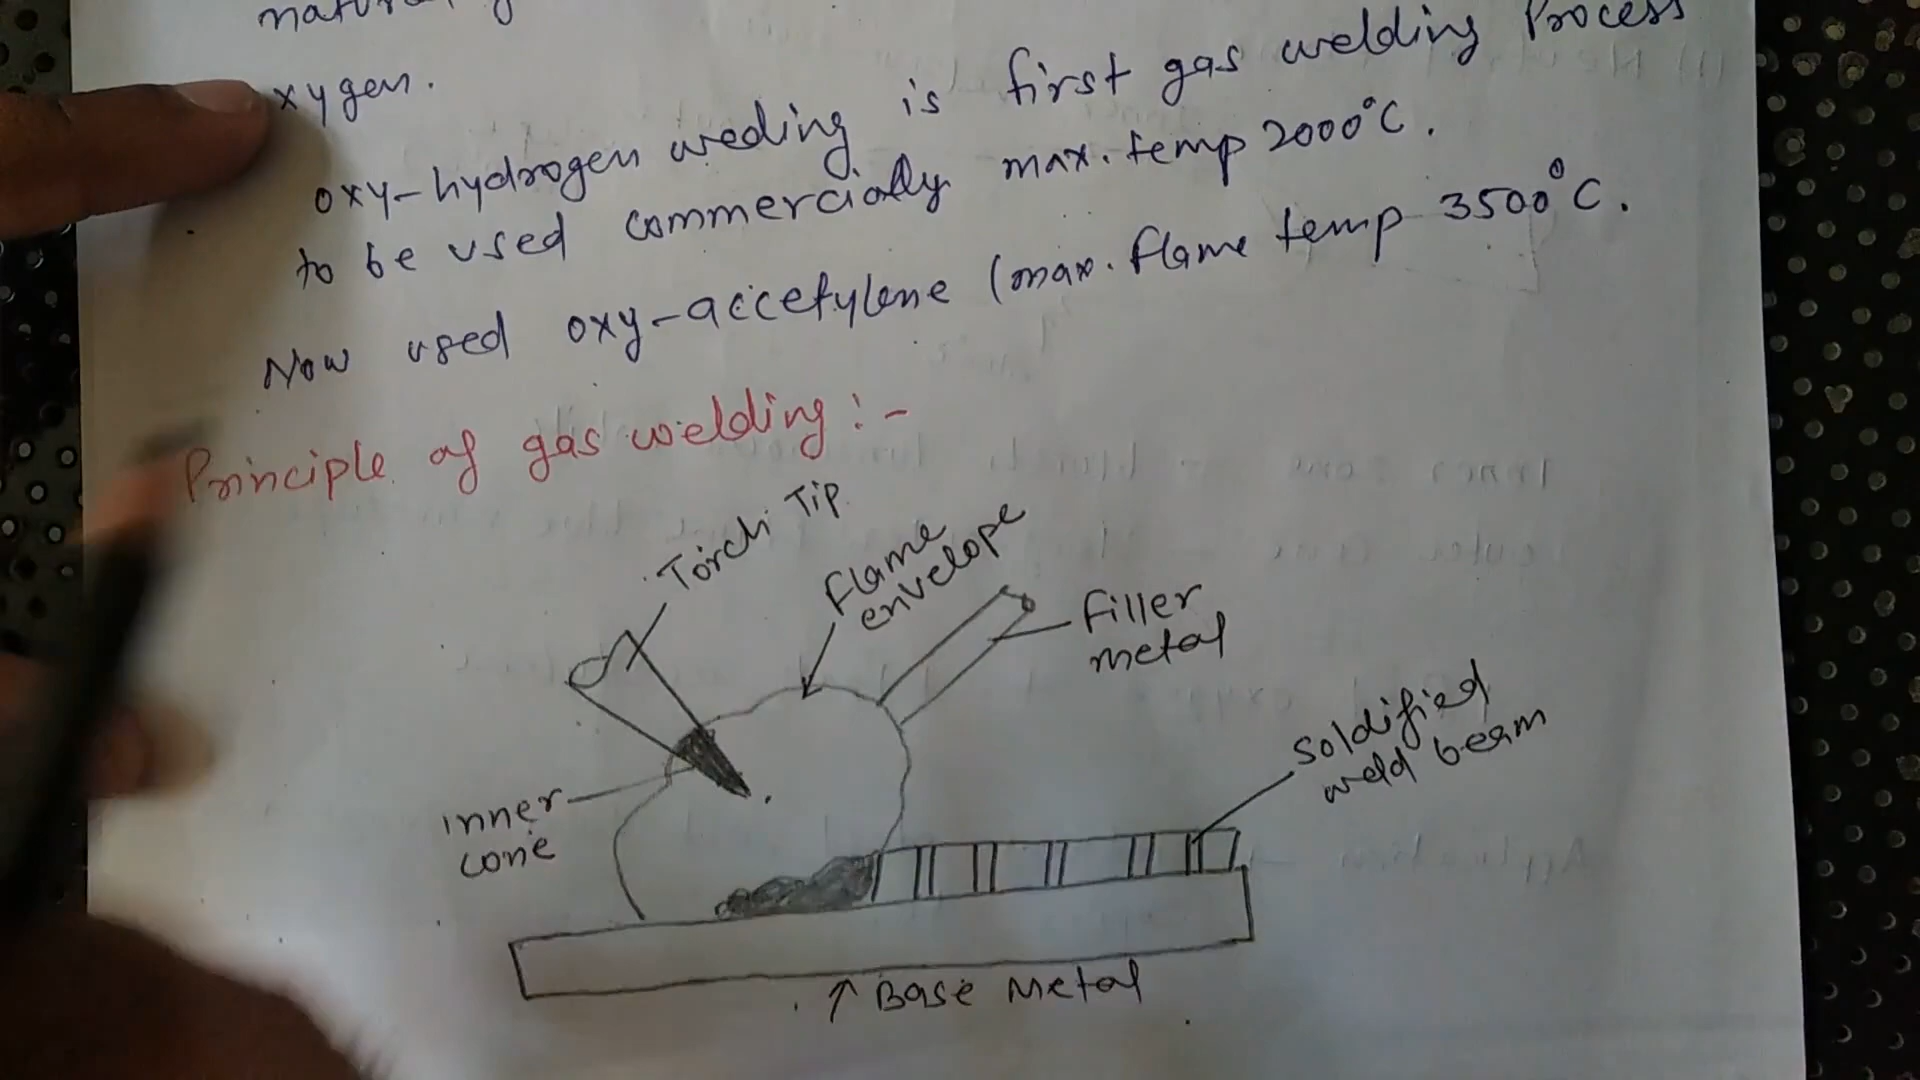 xygen.
oxy-hydrogen weding is first gas welding Process
to be used commercially max. temp 2000°C.
Now used oxy-accetylene (max. flame temp 3500°C.
Principle of gas welding :-
Torch Tip
Flame
envelope
Filler
metal
Soldified
weld beam
inner
cone
↑ Base Metal